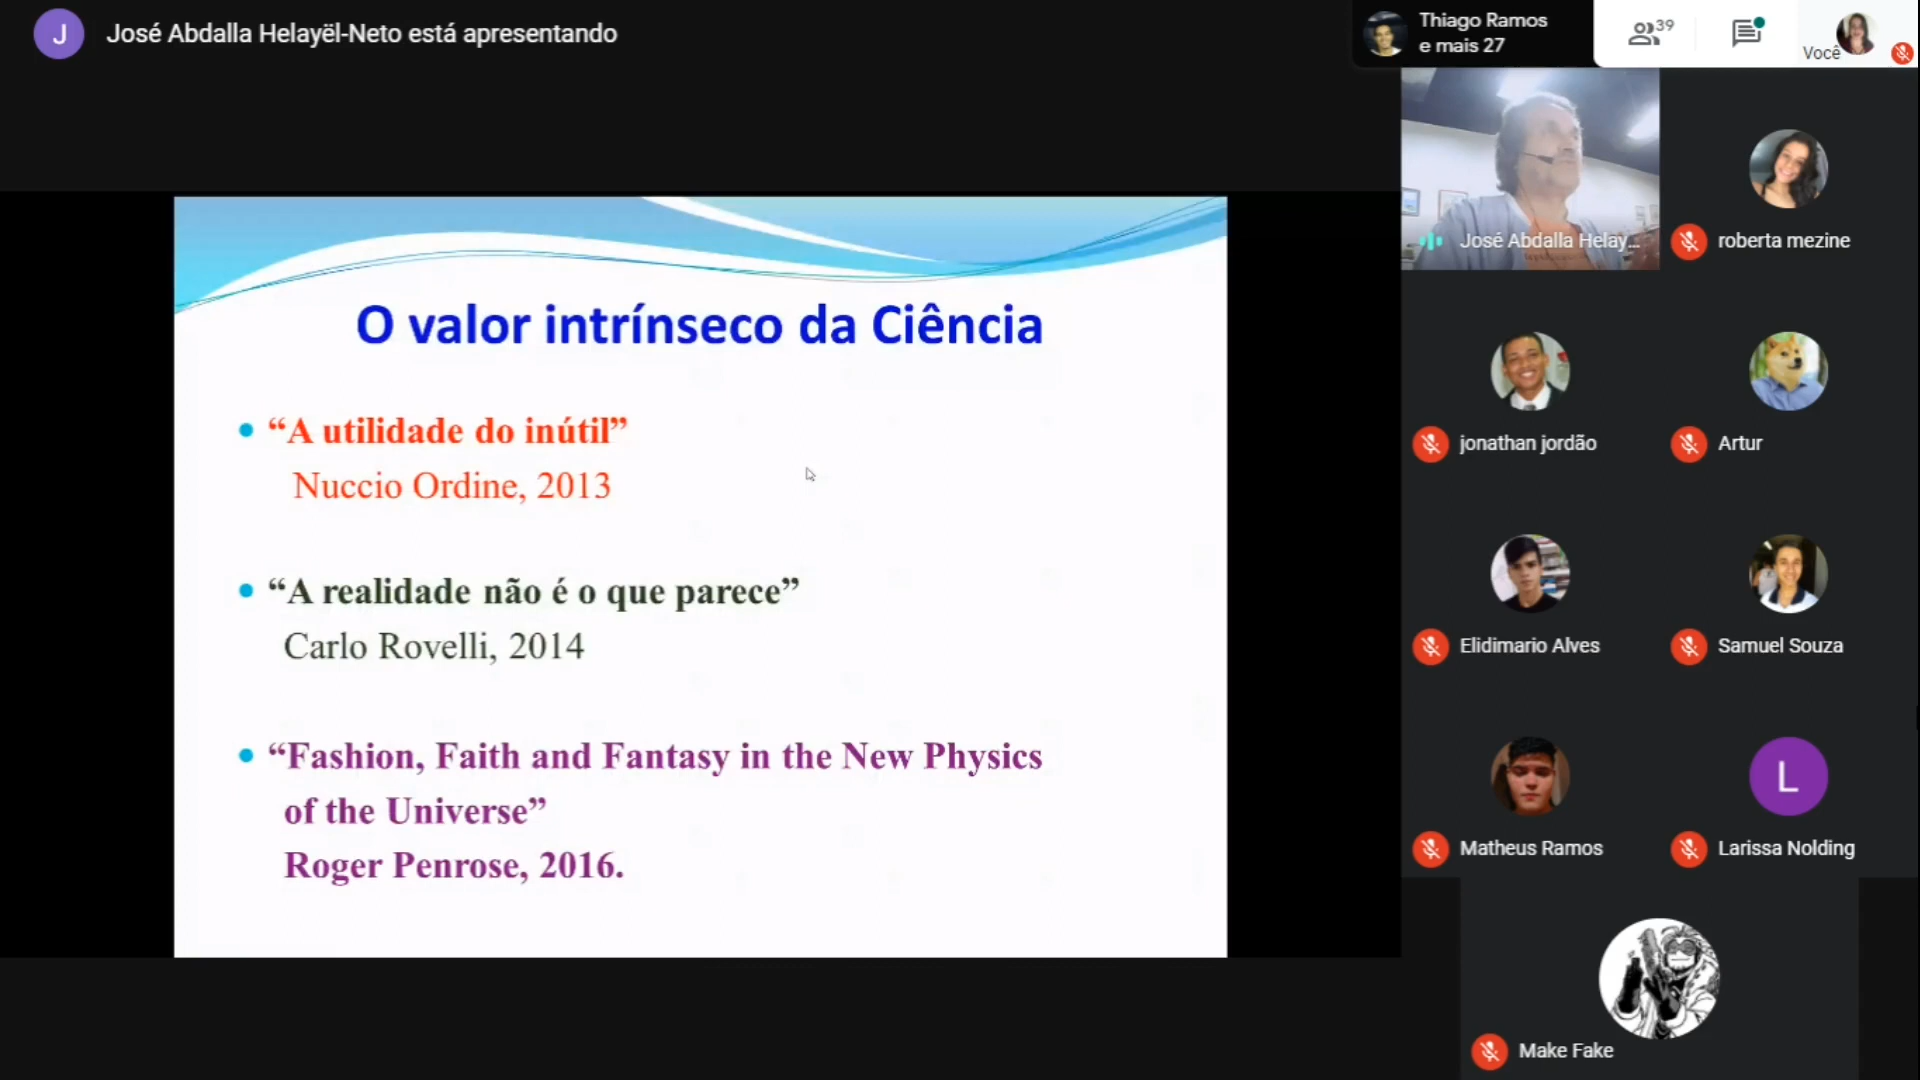 J
José Abdalla Helayël-Neto está apresentando
Thiago Ramos
e mais 27
39
Você
José Abdalla Helay...
roberta mezine
jonathan jordão
Artur
Elidimario Alves
Samuel Souza
Matheus Ramos
L
Larissa Nolding
Make Fake
O valor intrínseco da Ciência
• “A utilidade do inútil”
Nuccio Ordine, 2013
• “A realidade não é o que parece”
Carlo Rovelli, 2014
• “Fashion, Faith and Fantasy in the New Physics
of the Universe”
Roger Penrose, 2016.